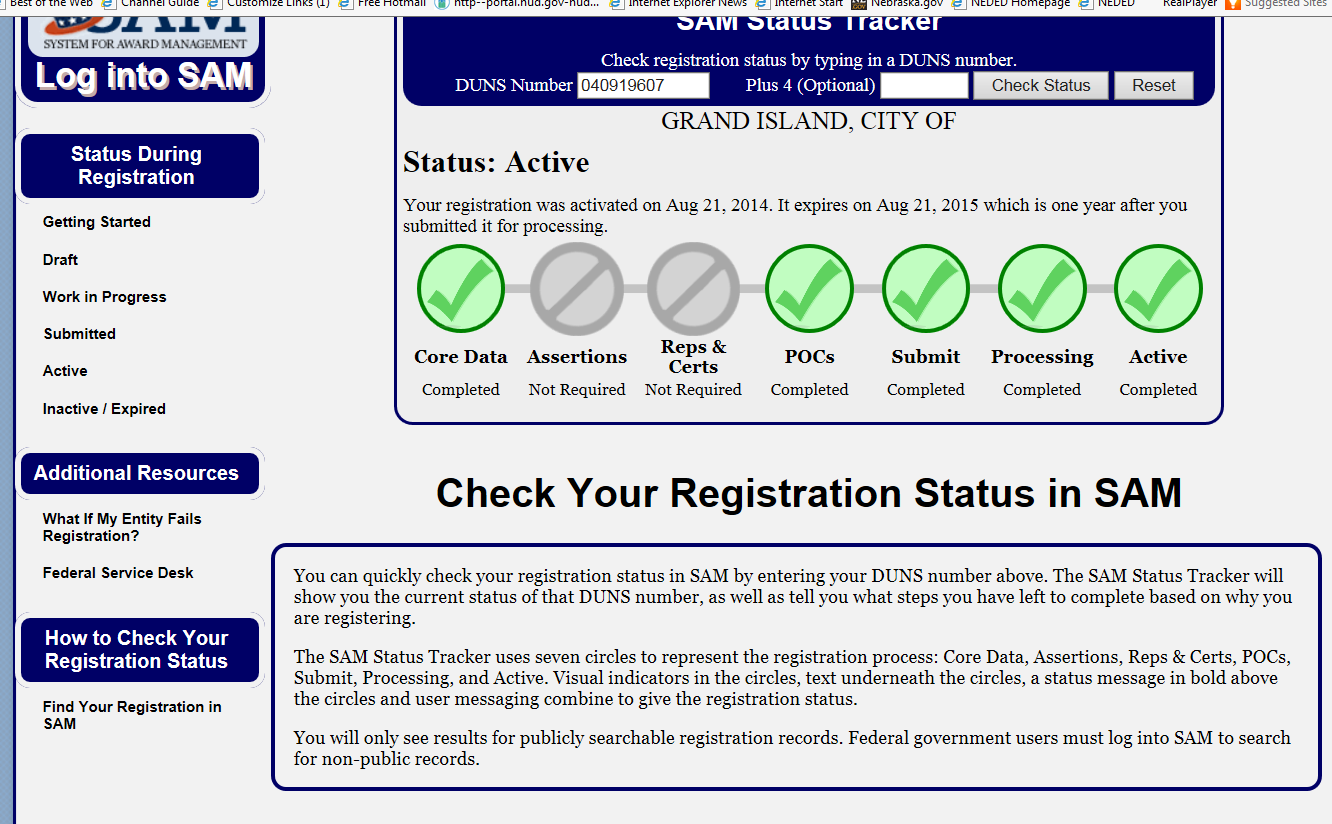 Best of the Web Channel Guide Customize Links (1) Free Hotmail http--portal.hud.gov-hud... Internet Explorer News Internet Start Nebraska.gov NEDED Homepage NEDED RealPlayer Suggested Sites
SAM
SYSTEM FOR AWARD MANAGEMENT
Log into SAM
Status During
Registration
Getting Started
Draft
Work in Progress
Submitted
Active
Inactive / Expired
Additional Resources
What If My Entity Fails
Registration?
Federal Service Desk
How to Check Your
Registration Status
Find Your Registration in
SAM
SAM Status Tracker
Check registration status by typing in a DUNS number.
DUNS Number 040919607 Plus 4 (Optional) Check Status Reset
GRAND ISLAND, CITY OF
Status: Active
Your registration was activated on Aug 21, 2014. It expires on Aug 21, 2015 which is one year after you
submitted it for processing.
Core Data Assertions Reps & Certs POCs Submit Processing Active
Completed Not Required Not Required Completed Completed Completed Completed
Check Your Registration Status in SAM
You can quickly check your registration status in SAM by entering your DUNS number above. The SAM Status Tracker will
show you the current status of that DUNS number, as well as tell you what steps you have left to complete based on why you
are registering.
The SAM Status Tracker uses seven circles to represent the registration process: Core Data, Assertions, Reps & Certs, POCs,
Submit, Processing, and Active. Visual indicators in the circles, text underneath the circles, a status message in bold above
the circles and user messaging combine to give the registration status.
You will only see results for publicly searchable registration records. Federal government users must log into SAM to search
for non-public records.